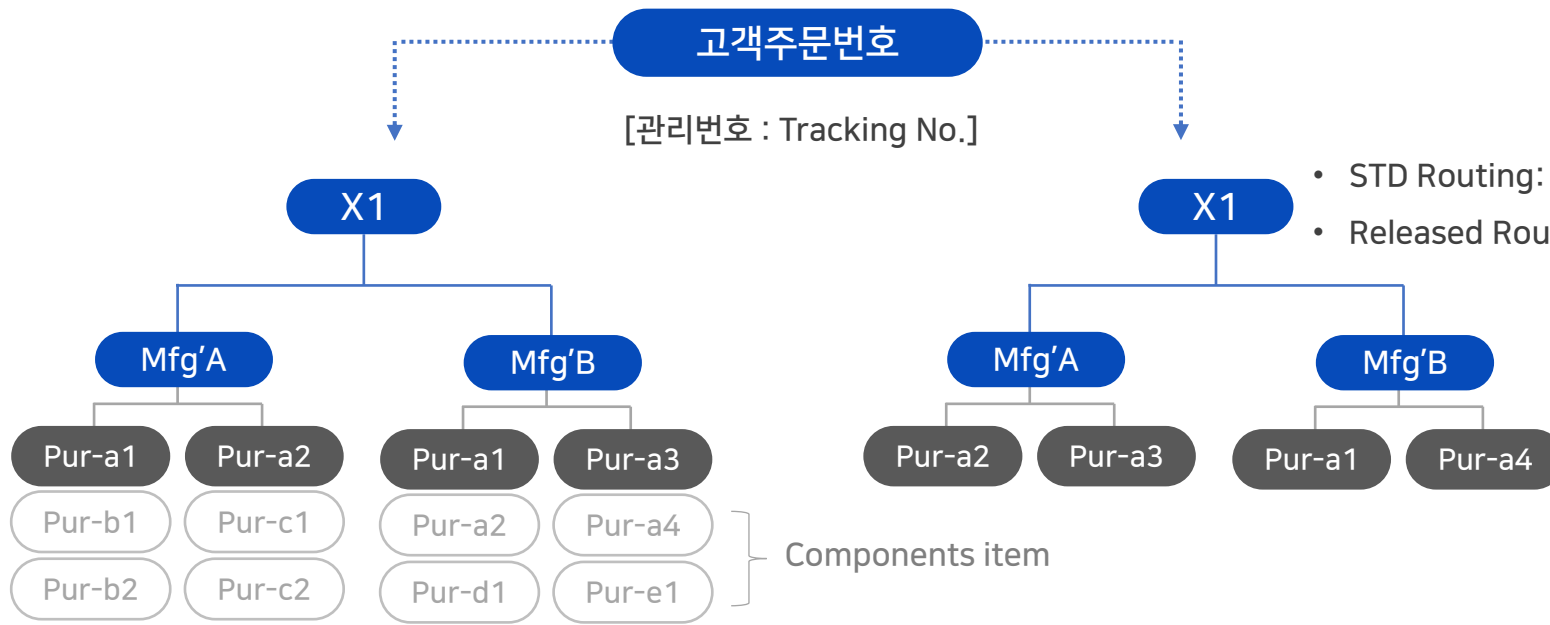 고객주문번호
[관리번호 : Tracking No.]
X1
X1
• STD Routing:
• Released Rou
Mfg'A
Mfg'B
Mfg'A
Mfg'B
Pur-a1
Pur-a2
Pur-a1
Pur-a3
Pur-a2
Pur-a3
Pur-a1
Pur-a4
Pur-b1
Pur-c1
Pur-a2
Pur-a4
Components item
Pur-b2
Pur-c2
Pur-d1
Pur-e1